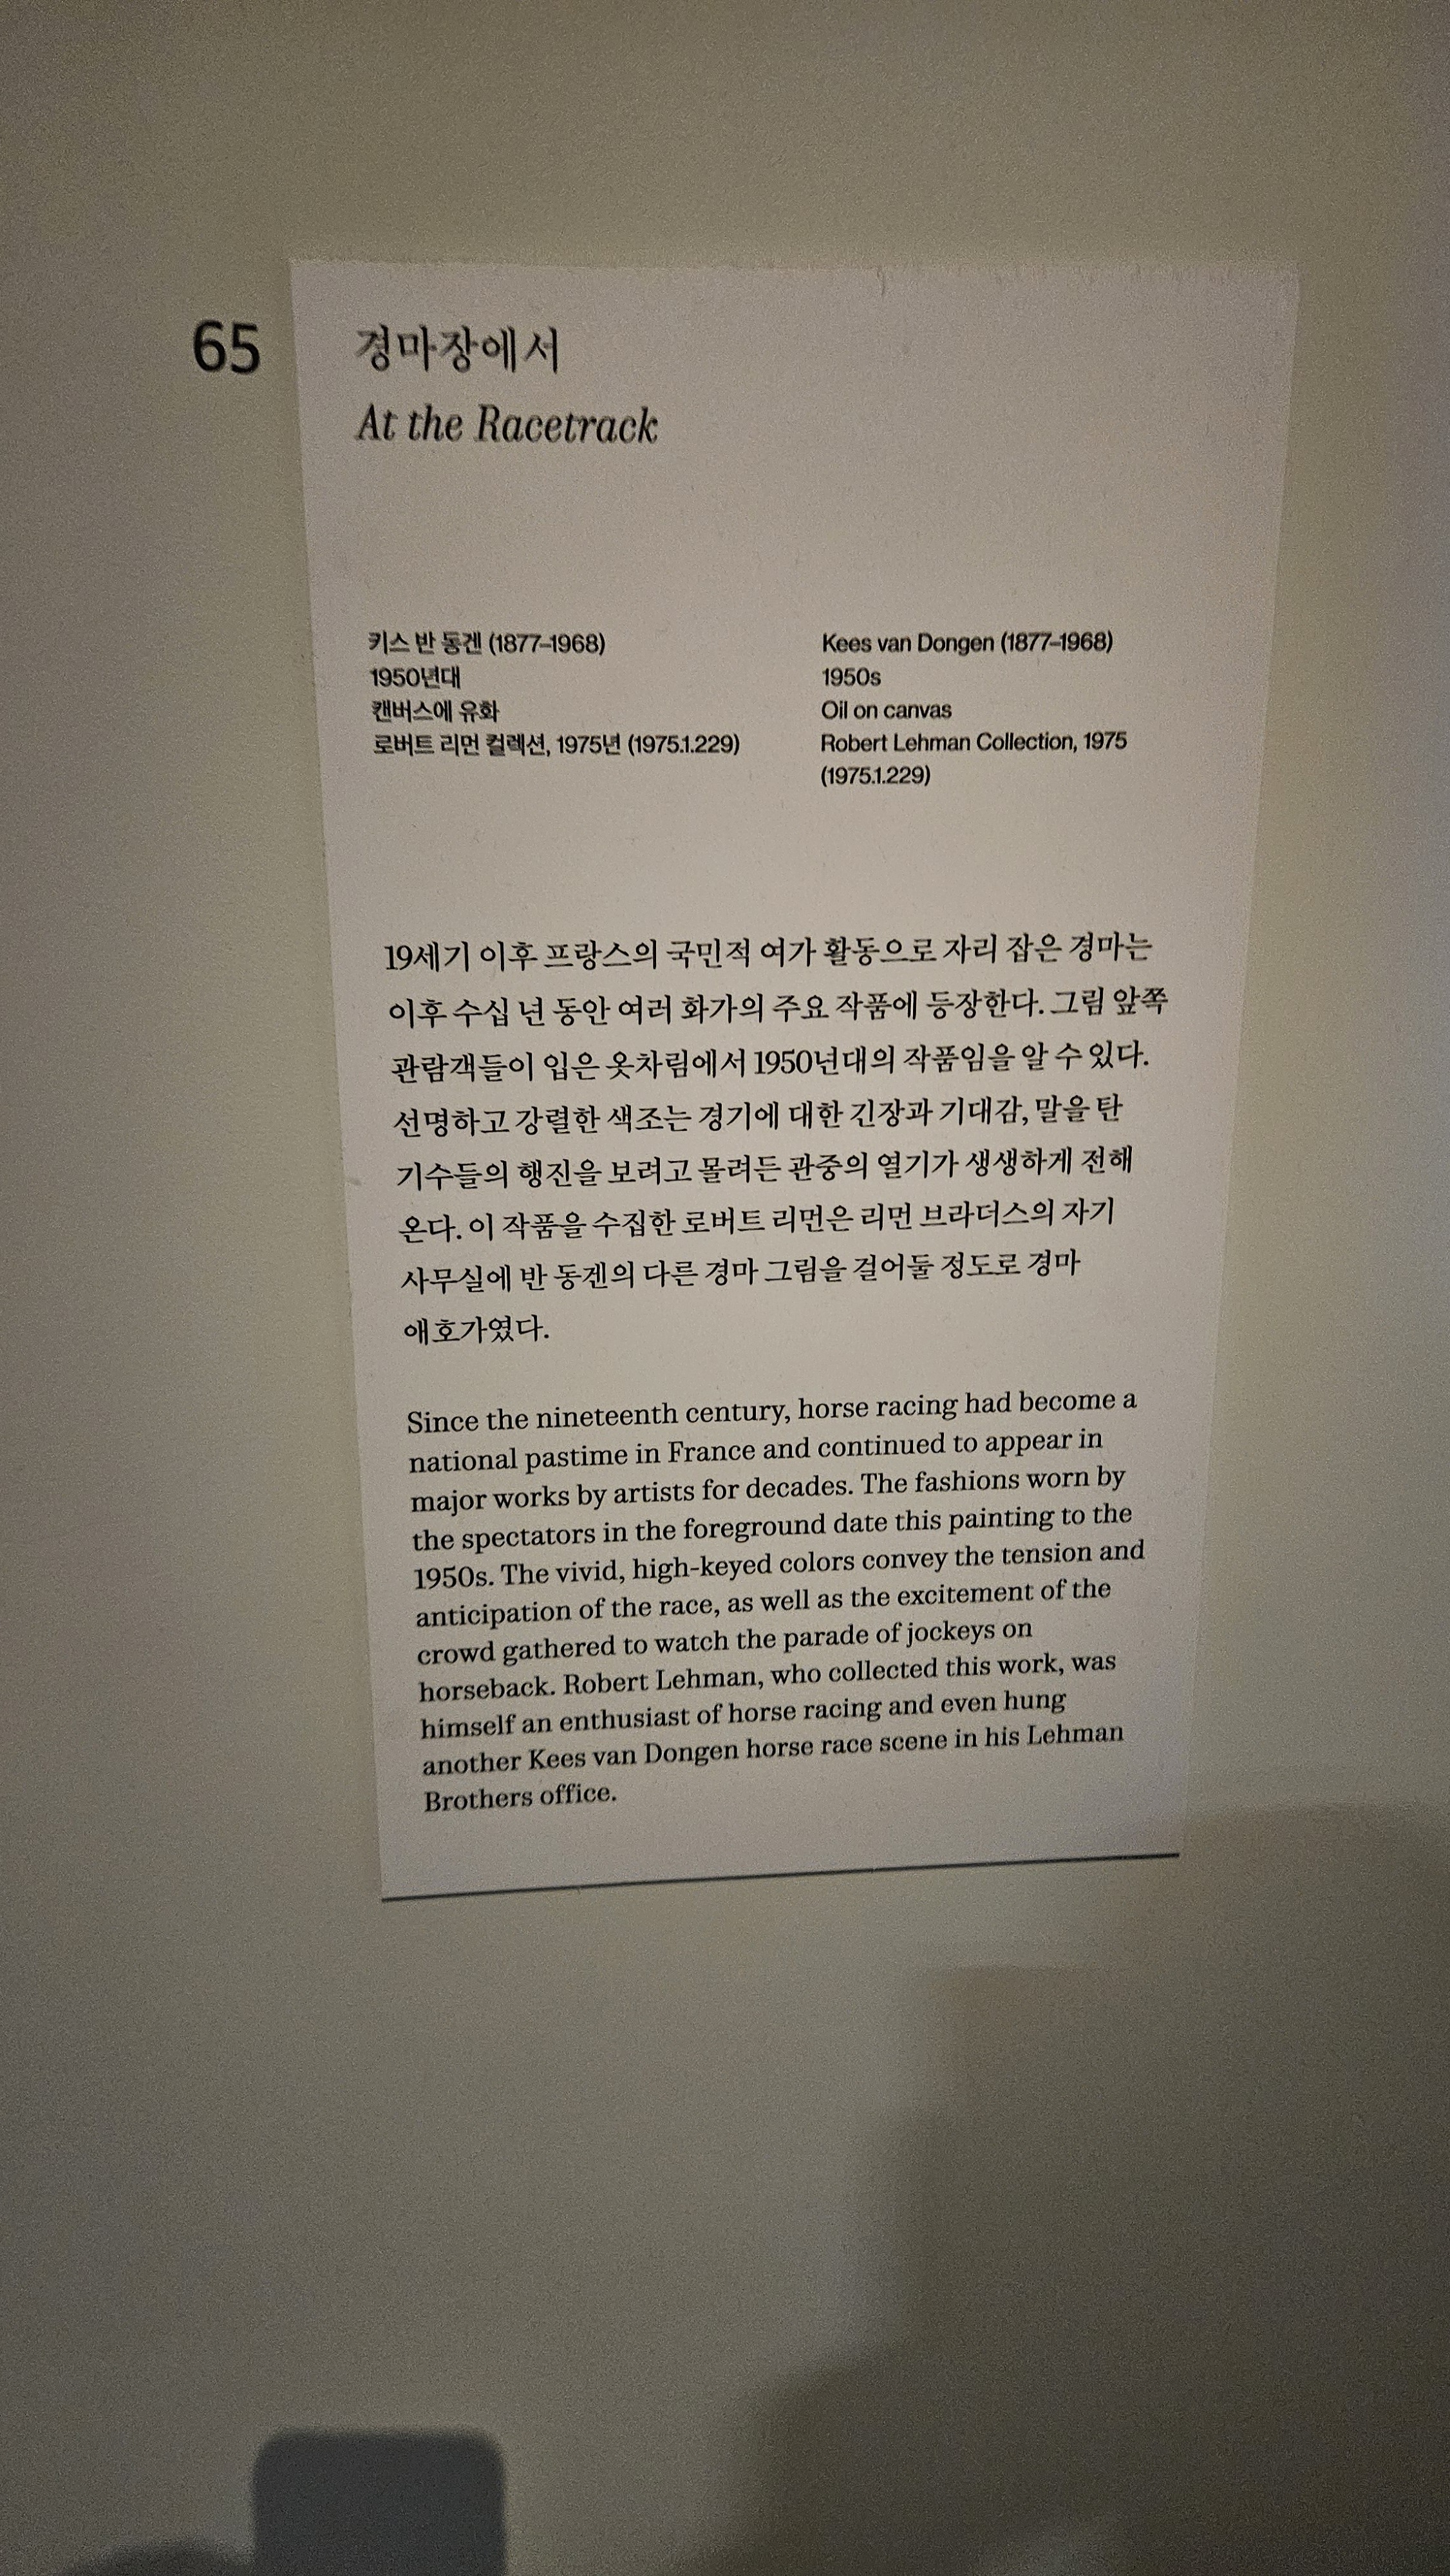 65
경마장에서
At the Racetrack
키스 반 동겐 (1877–1968)
1950년대
캔버스에 유화
로버트 리먼 컬렉션, 1975년 (1975.1.229)
Kees van Dongen (1877–1968)
1950s
Oil on canvas
Robert Lehman Collection, 1975
(1975.1.229)
19세기 이후 프랑스의 국민적 여가 활동으로 자리 잡은 경마는
이후 수십 년 동안 여러 화가의 주요 작품에 등장한다. 그림 앞쪽
관람객들이 입은 옷차림에서 1950년대의 작품임을 알 수 있다.
선명하고 강렬한 색조는 경기에 대한 긴장과 기대감, 말을 탄
기수들의 행진을 보려고 몰려든 관중의 열기가 생생하게 전해
온다. 이 작품을 수집한 로버트 리먼은 리먼 브라더스의 자기
사무실에 반 동겐의 다른 경마 그림을 걸어둘 정도로 경마
애호가였다.
Since the nineteenth century, horse racing had become a
national pastime in France and continued to appear in
major works by artists for decades. The fashions worn by
the spectators in the foreground date this painting to the
1950s. The vivid, high-keyed colors convey the tension and
anticipation of the race, as well as the excitement of the
crowd gathered to watch the parade of jockeys on
horseback. Robert Lehman, who collected this work, was
himself an enthusiast of horse racing and even hung
another Kees van Dongen horse race scene in his Lehman
Brothers office.